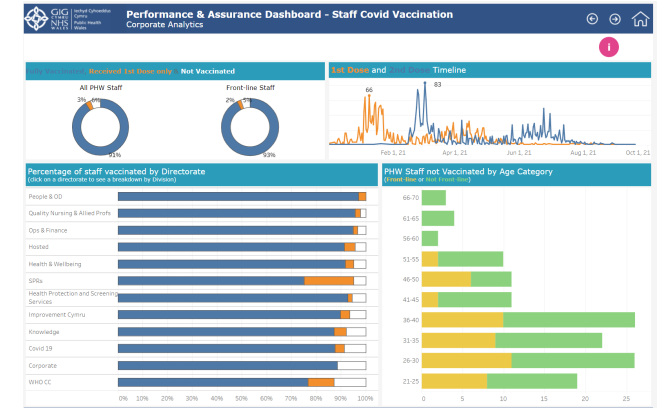 GIG
CYMRU
NHS
WALES
Iechyd Cyhoeddus
Cymru
Public Health
Wales
Performance & Assurance Dashboard - Staff Covid Vaccination
Corporate Analytics
i
Fully Vaccinated, Received 1st Dose only, Not Vaccinated
1st Dose and 2nd Dose Timeline
All PHW Staff
3%
6%
91%
Front-line Staff
2%
5%
93%
66
83
Feb 1, 21
Apr 1, 21
Jun 1, 21
Aug 1, 21
Oct 1, 21
Percentage of staff vaccinated by Directorate
(click on a directorate to see a breakdown by Division)
People & OD
Quality Nursing & Allied Profs
Ops & Finance
Hosted
Health & Wellbeing
SPRs
Health Protection and Screening
Services
Improvement Cymru
Knowledge
Covid 19
Corporate
WHO CC
0% 10% 20% 30% 40% 50% 60% 70% 80% 90% 100%
PHW Staff not Vaccinated by Age Category
(Front-line or Not Front-line)
66-70
61-65
56-60
51-55
46-50
41-45
36-40
31-35
26-30
21-25
0 5 10 15 20 25